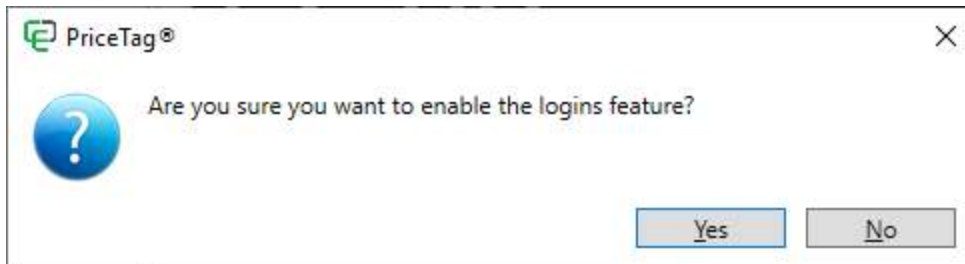 PriceTag®
Are you sure you want to enable the logins feature?
Yes
No